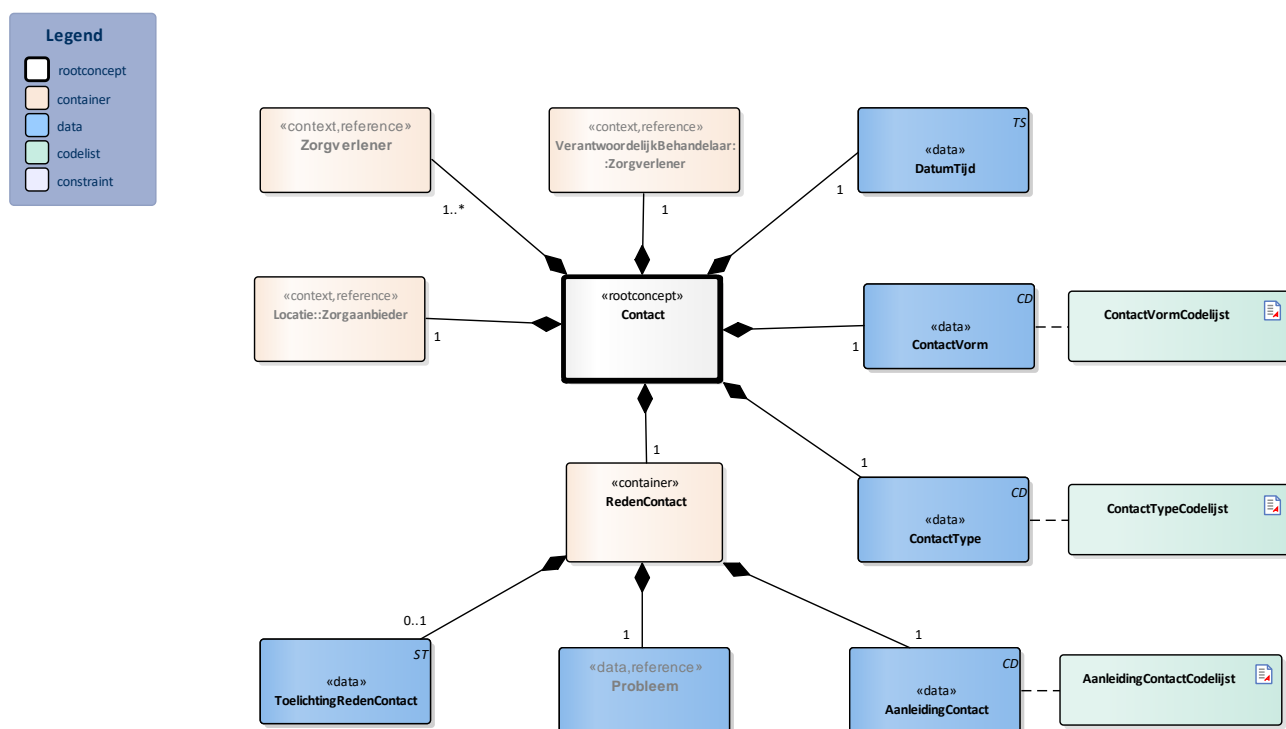 Legend
rootconcept
container
data
codelist
constraint
«context,reference»
Zorgverlener
1..*
«context,reference»
VerantwoordelijkBehandelaar:
:Zorgverlener
1
TS
«data»
DatumTijd
1
«context,reference»
Locatie::Zorgaanbieder
1
«rootconcept»
Contact
CD
«data»
ContactVorm
1
ContactVormCodelijst
1
«container»
RedenContact
1
CD
«data»
ContactType
ContactTypeCodelijst
0..1
ST
«data»
ToelichtingRedenContact
1
«data,reference»
Probleem
1
CD
«data»
AanleidingContact
AanleidingContactCodelijst